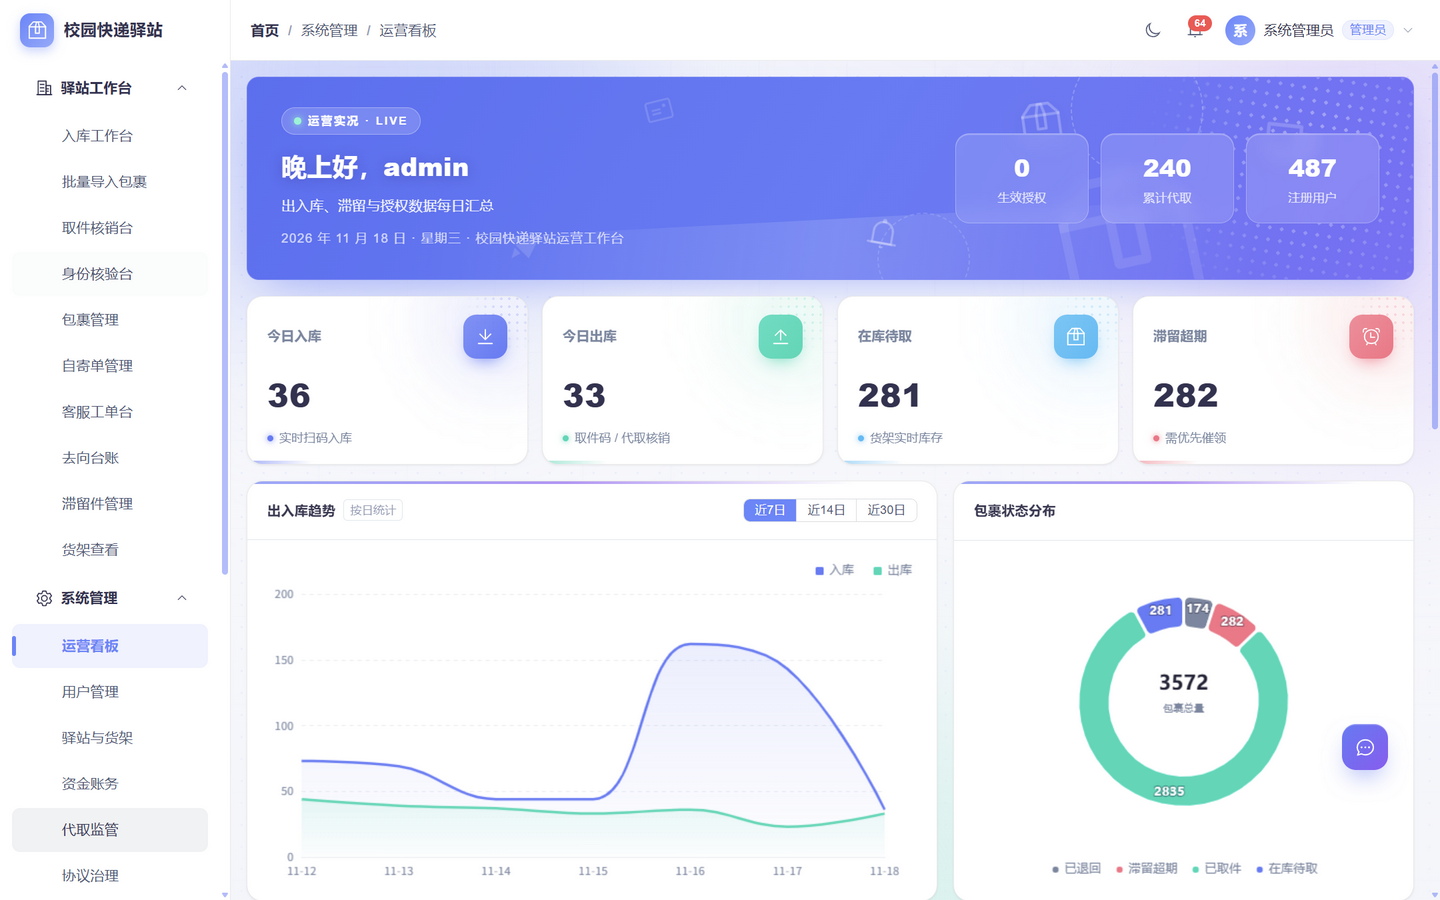 校园快递驿站
首页 / 系统管理 / 运营看板
64
系
系统管理员
管理员
驿站工作台
入库工作台
批量导入包裹
取件核销台
身份核验台
包裹管理
自寄单管理
客服工单台
去向台账
滞留件管理
货架查看
系统管理
运营看板
用户管理
驿站与货架
资金账务
代取监管
协议治理
运营实况 · LIVE
晚上好，admin
出入库、滞留与授权数据每日汇总
2026 年 11 月 18 日 · 星期三 · 校园快递驿站运营工作台
0
生效授权
240
累计代取
487
注册用户
今日入库
36
实时扫码入库
今日出库
33
取件码 / 代取核销
在库待取
281
货架实时库存
滞留超期
282
需优先催领
出入库趋势
按日统计
近7日
近14日
近30日
入库
出库
200
150
100
50
0
11-12
11-13
11-14
11-15
11-16
11-17
11-18
包裹状态分布
281
174
282
3572
包裹总量
2835
已退回
滞留超期
已取件
在库待取